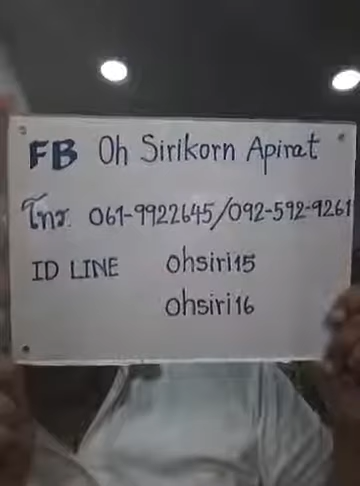 FB Oh Sirikorn Apirat
โทร. 061-9922645/092-592-9261
ID LINE ohsiri15
ohsiri16